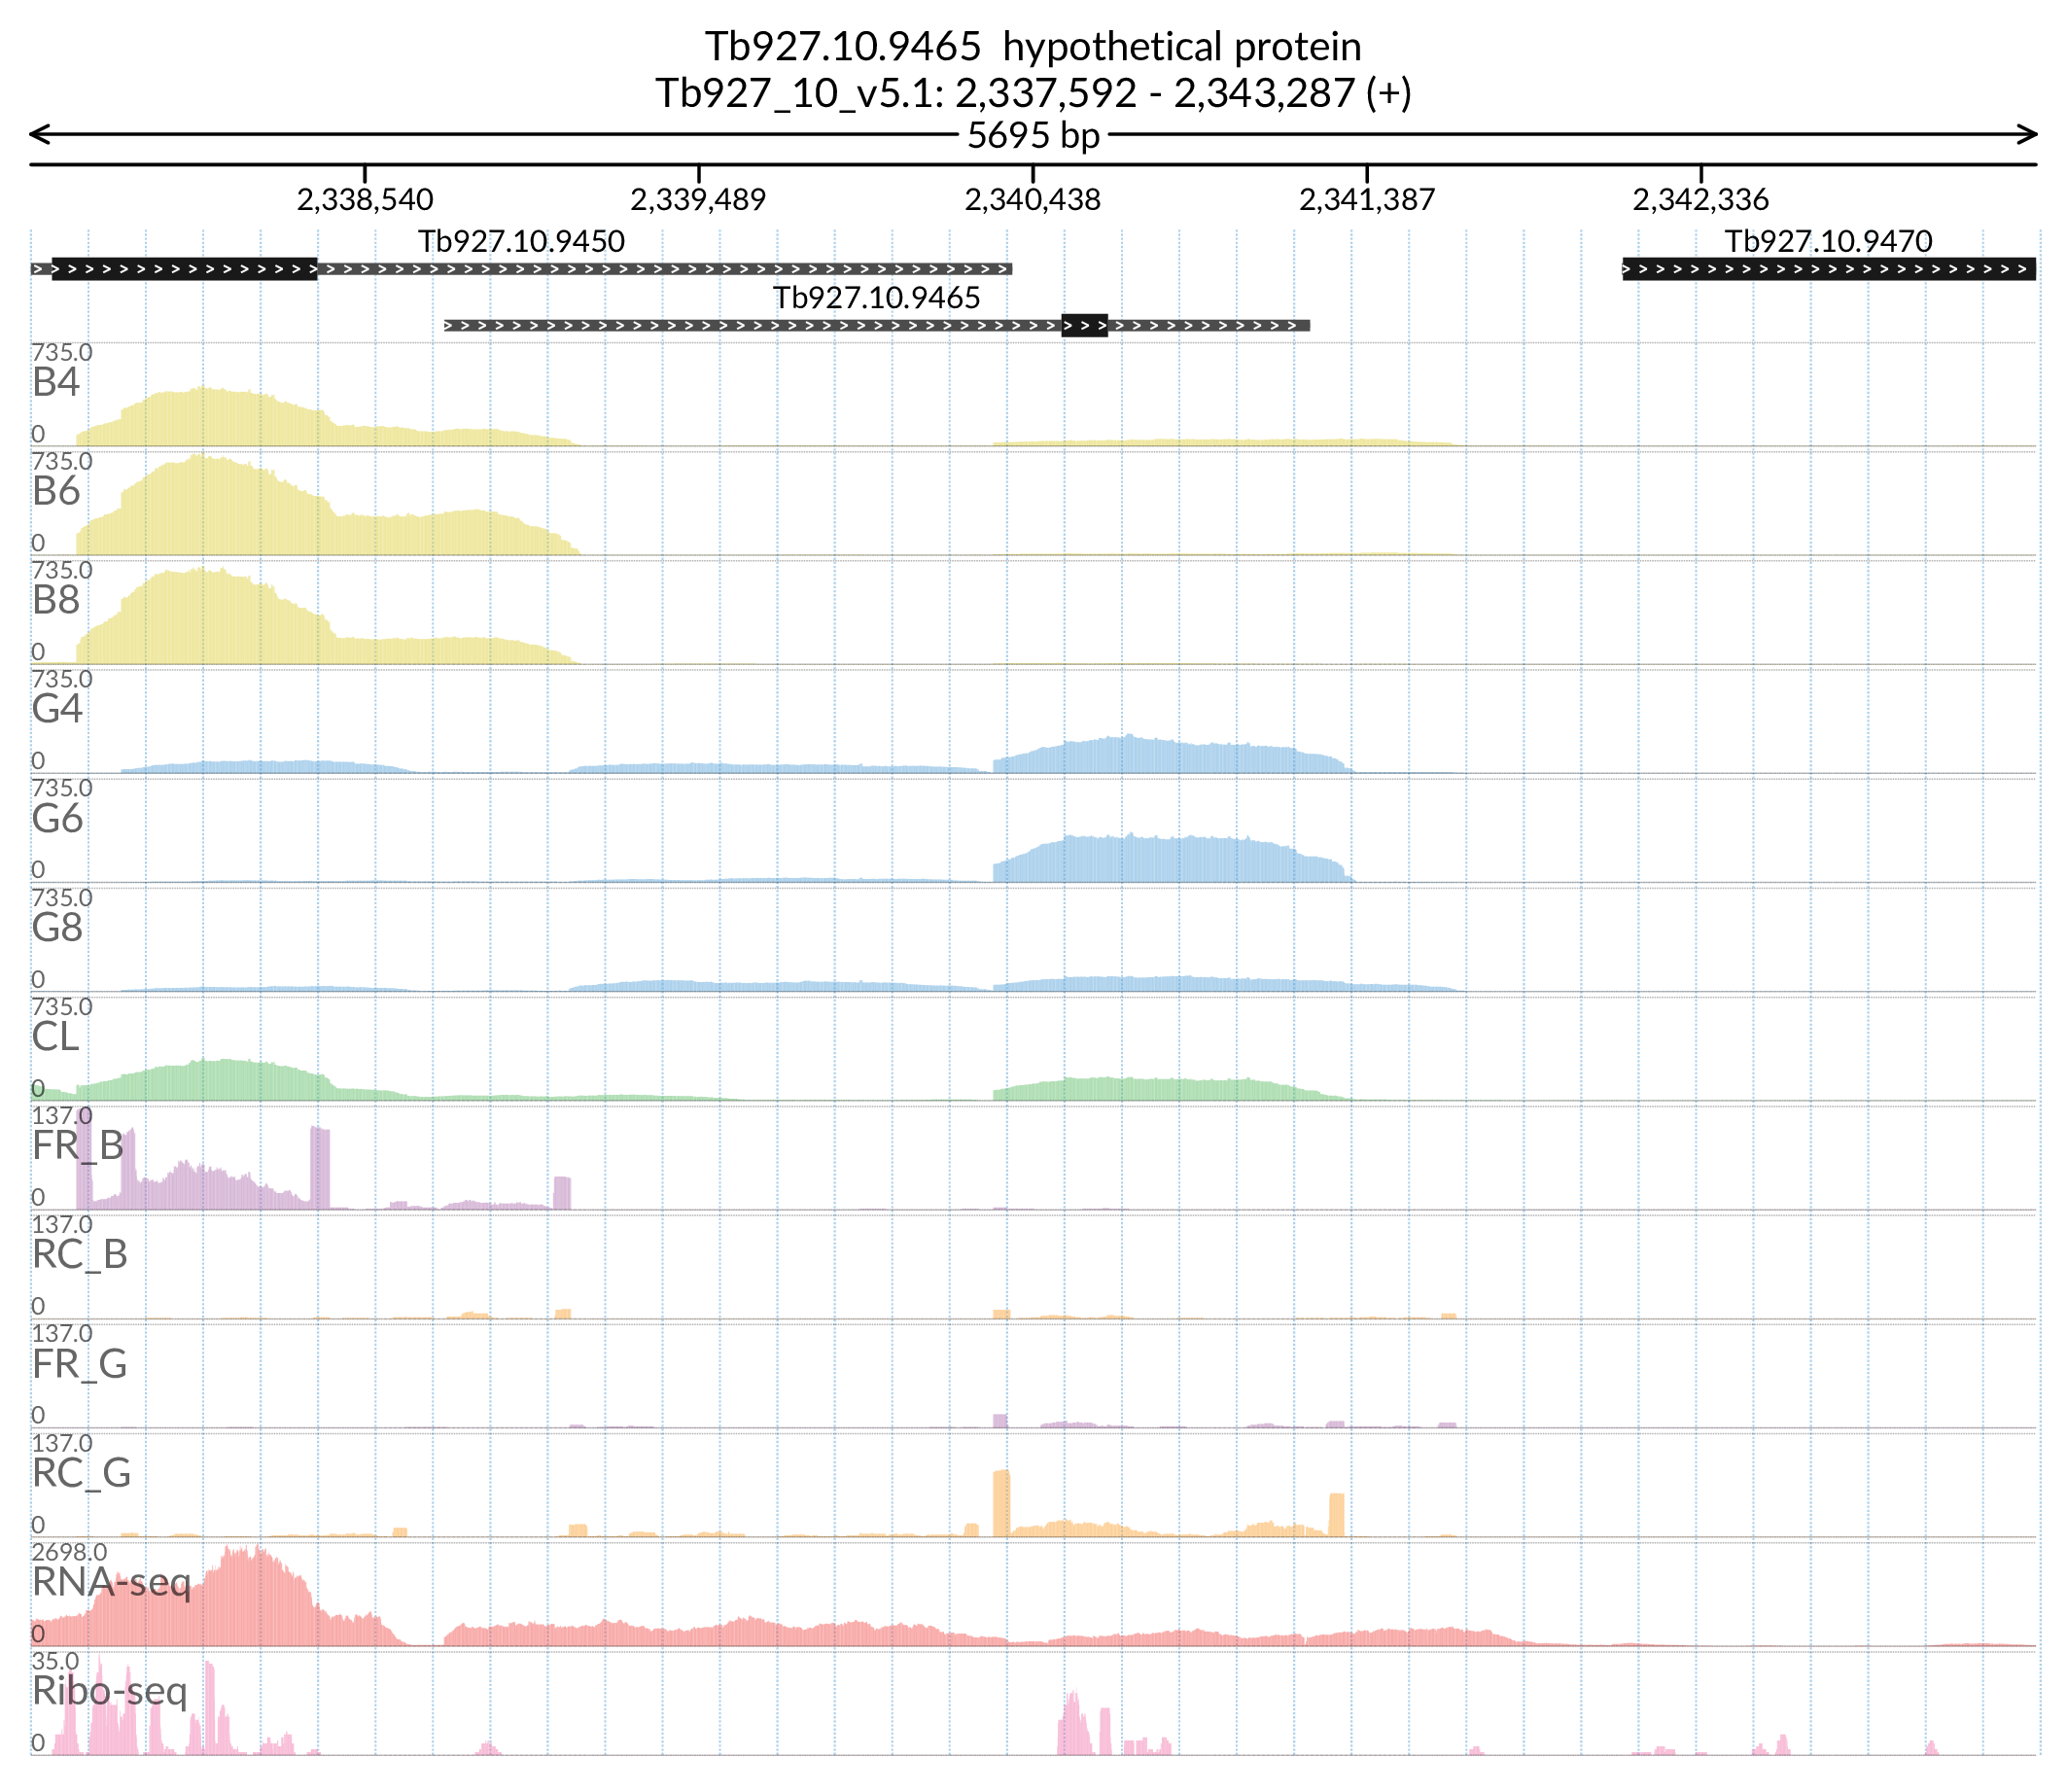 Tb927.10.9465 hypothetical protein
Tb927_10_v5.1: 2,337,592 - 2,343,287 (+)
5695 bp
2,338,540 2,339,489 2,340,438 2,341,387 2,342,336
Tb927.10.9450 Tb927.10.9470
Tb927.10.9465
735.0
B4
0
735.0
B6
0
735.0
B8
0
735.0
G4
0
735.0
G6
0
735.0
G8
0
735.0
CL
0
137.0
FR_B
0
137.0
RC_B
0
137.0
FR_G
0
137.0
RC_G
0
2698.0
RNA-seq
0
35.0
Ribo-seq
0